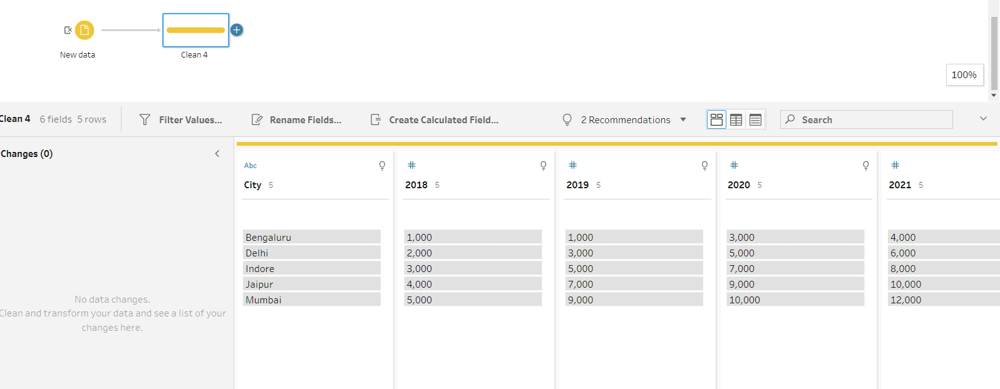 New data
Clean 4
100%
Clean 4 6 fields 5 rows Filter Values... Rename Fields... Create Calculated Field... 2 Recommendations Search
Changes (0)
No data changes.
Clean and transform your data and see a list of your
changes here.
Abc # # # #
City 5 2018 5 2019 5 2020 5 2021 5
Bengaluru 1,000 1,000 3,000 4,000
Delhi 2,000 3,000 5,000 6,000
Indore 3,000 5,000 7,000 8,000
Jaipur 4,000 7,000 9,000 10,000
Mumbai 5,000 9,000 10,000 12,000